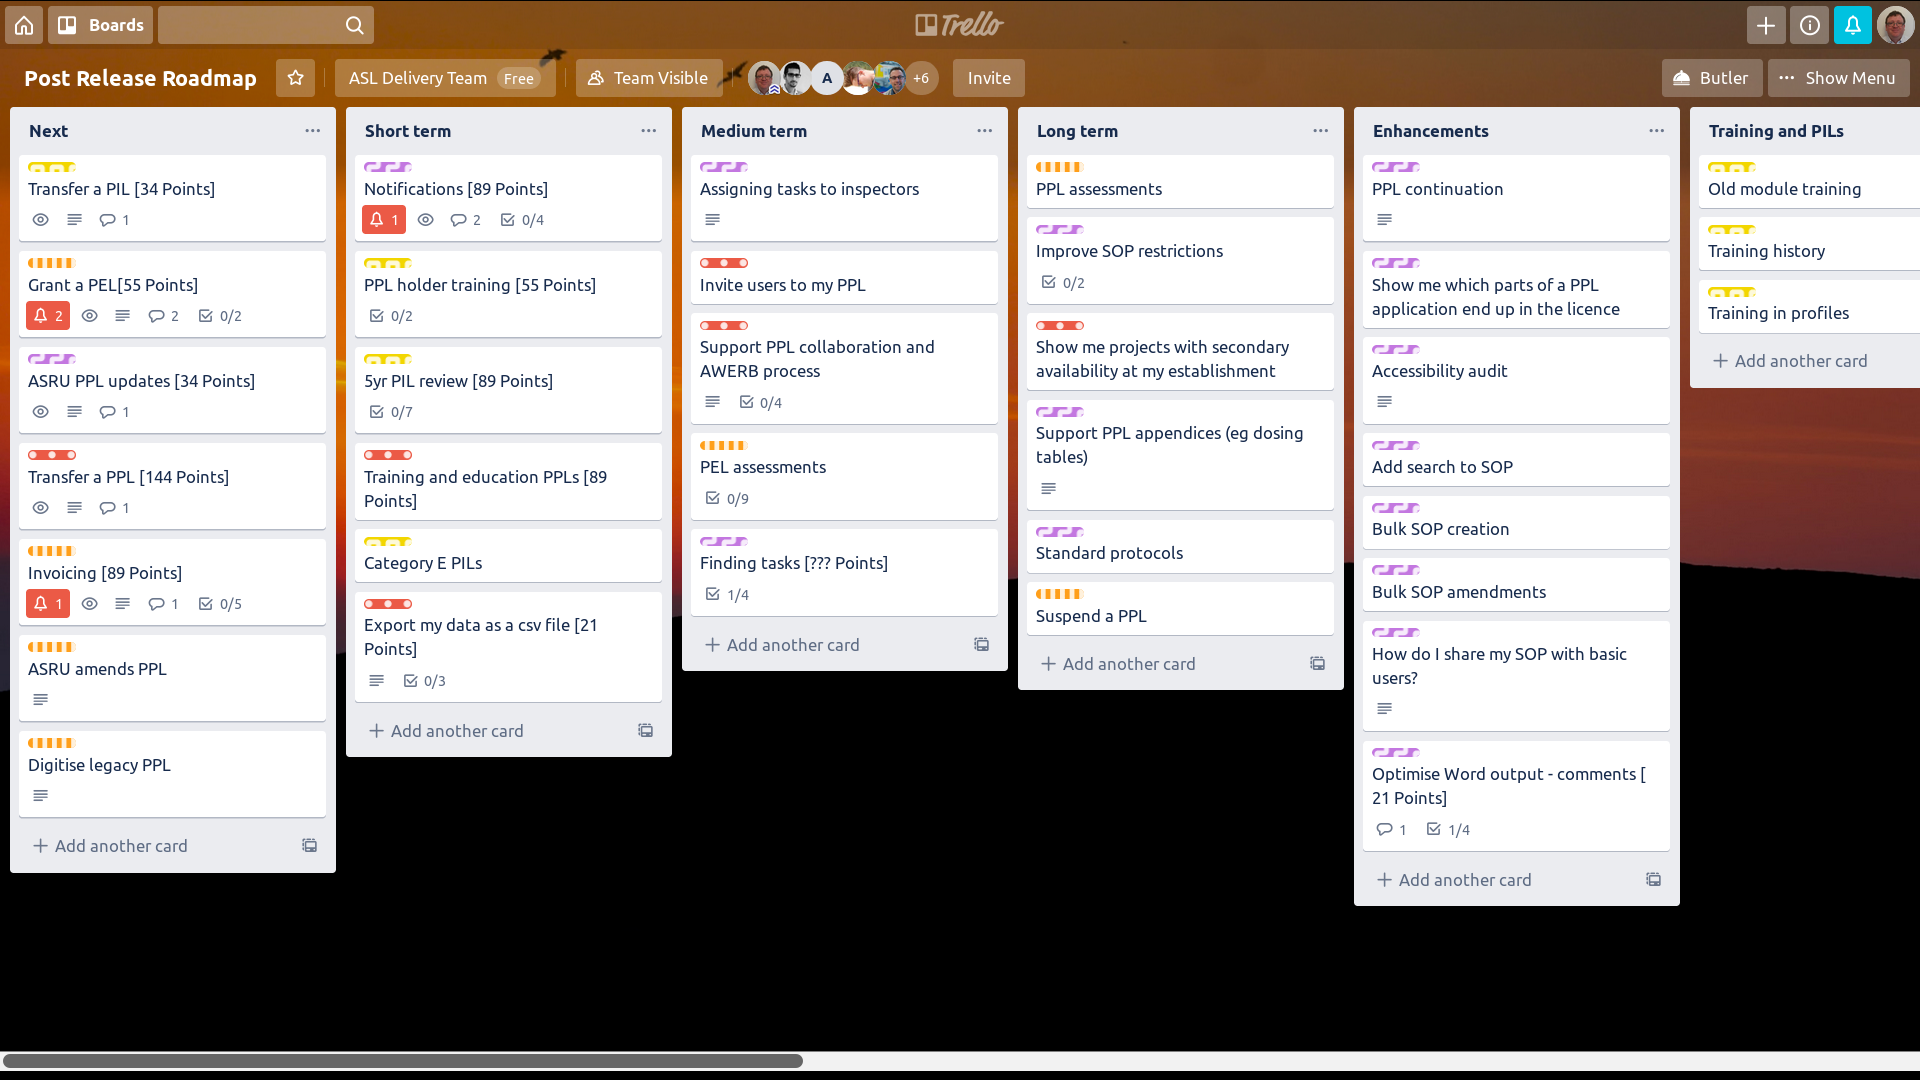 Boards
Trello
Post Release Roadmap
ASL Delivery Team Free
Team Visible
A
+6
Invite
Butler
Show Menu
Next
Transfer a PIL [34 Points]
1
Grant a PEL[55 Points]
2 2 0/2
ASRU PPL updates [34 Points]
1
Transfer a PPL [144 Points]
1
Invoicing [89 Points]
1 1 0/5
ASRU amends PPL
Digitise legacy PPL
Add another card
Short term
Notifications [89 Points]
1 2 0/4
PPL holder training [55 Points]
0/2
5yr PIL review [89 Points]
0/7
Training and education PPLs [89
Points]
Category E PILs
Export my data as a csv file [21
Points]
0/3
Add another card
Medium term
Assigning tasks to inspectors
Invite users to my PPL
Support PPL collaboration and
AWERB process
0/4
PEL assessments
0/9
Finding tasks [??? Points]
1/4
Add another card
Long term
PPL assessments
Improve SOP restrictions
0/2
Show me projects with secondary
availability at my establishment
Support PPL appendices (eg dosing
tables)
Standard protocols
Suspend a PPL
Add another card
Enhancements
PPL continuation
Show me which parts of a PPL
application end up in the licence
Accessibility audit
Add search to SOP
Bulk SOP creation
Bulk SOP amendments
How do I share my SOP with basic
users?
Optimise Word output - comments [
21 Points]
1 1/4
Add another card
Training and PILs
Old module training
Training history
Training in profiles
Add another card